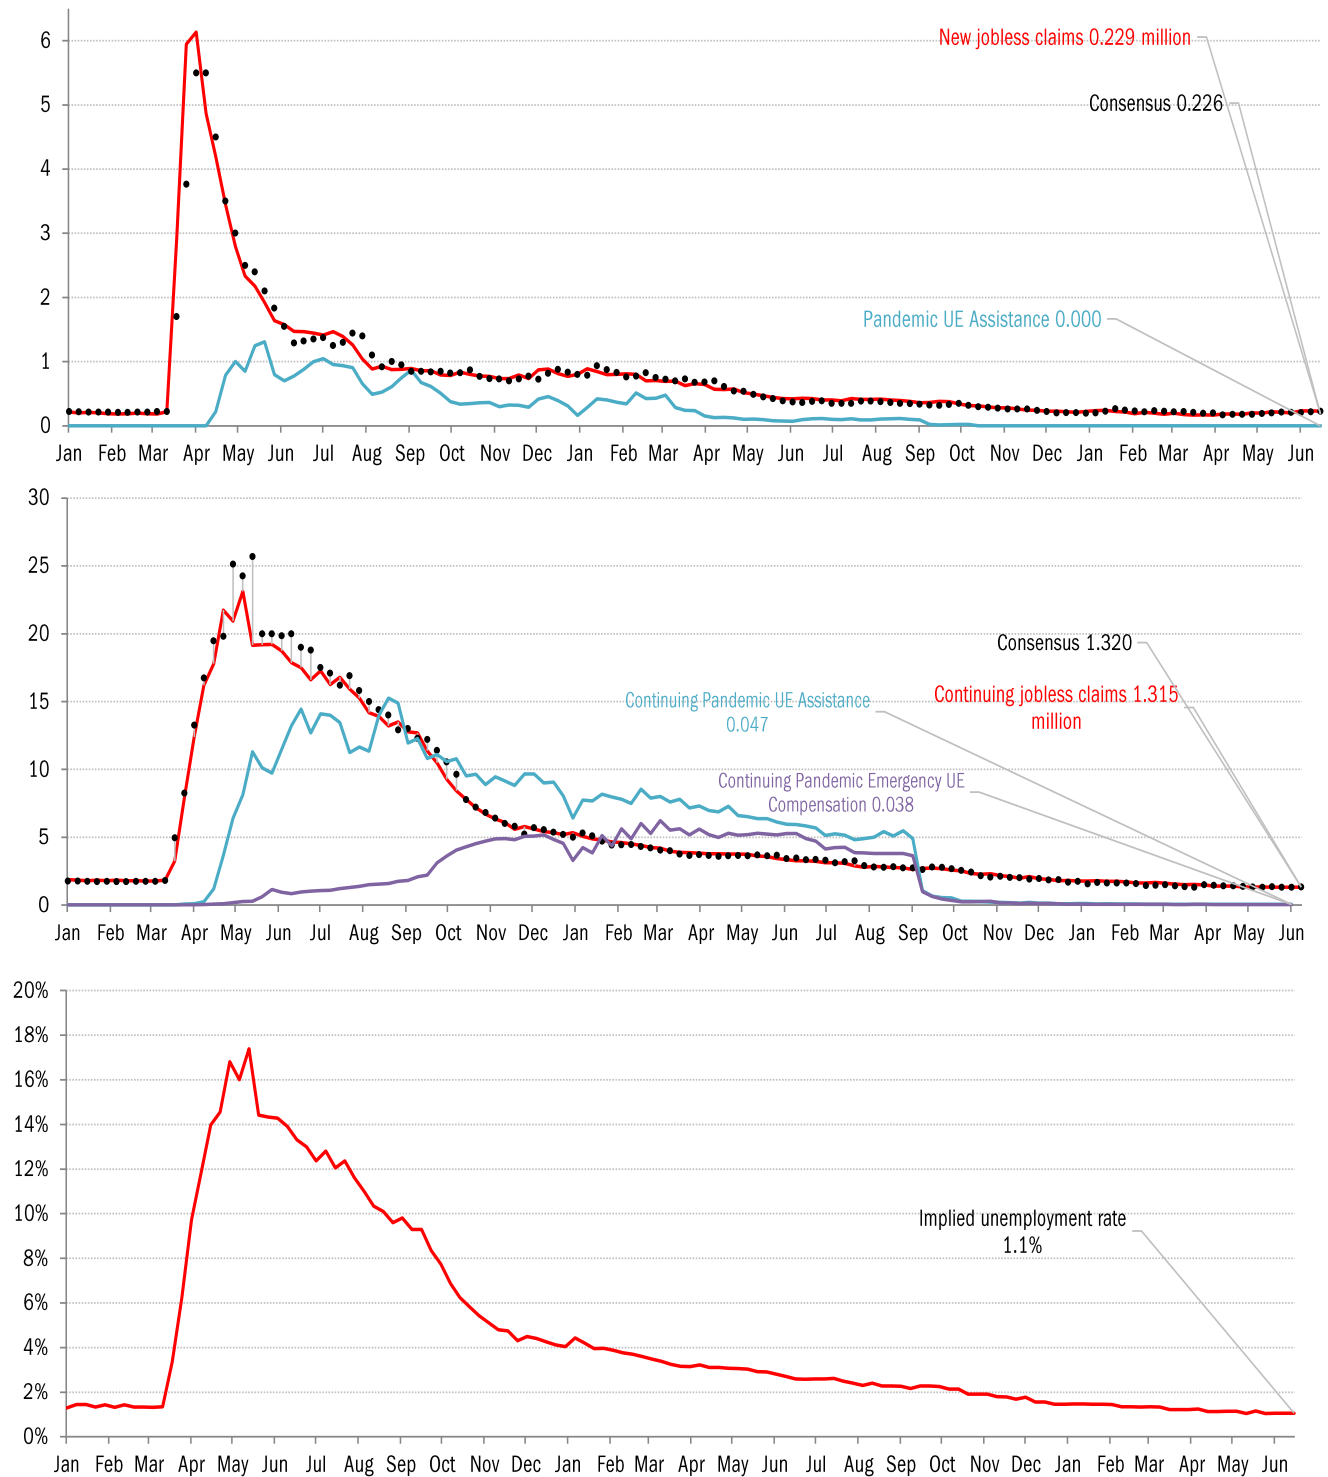 6
New jobless claims 0.229 million
5
Consensus 0.226
4
3
2
Pandemic UE Assistance 0.000
1
0
Jan Feb Mar Apr May Jun Jul Aug Sep Oct Nov Dec Jan Feb Mar Apr May Jun Jul Aug Sep Oct Nov Dec Jan Feb Mar Apr May Jun
30
25
20
Consensus 1.320
15
Continuing Pandemic UE Assistance
0.047
Continuing jobless claims 1.315
million
10
Continuing Pandemic Emergency UE
Compensation 0.038
5
0
Jan Feb Mar Apr May Jun Jul Aug Sep Oct Nov Dec Jan Feb Mar Apr May Jun Jul Aug Sep Oct Nov Dec Jan Feb Mar Apr May Jun
20%
18%
16%
14%
12%
10%
Implied unemployment rate
1.1%
8%
6%
4%
2%
0%
Jan Feb Mar Apr May Jun Jul Aug Sep Oct Nov Dec Jan Feb Mar Apr May Jun Jul Aug Sep Oct Nov Dec Jan Feb Mar Apr May Jun